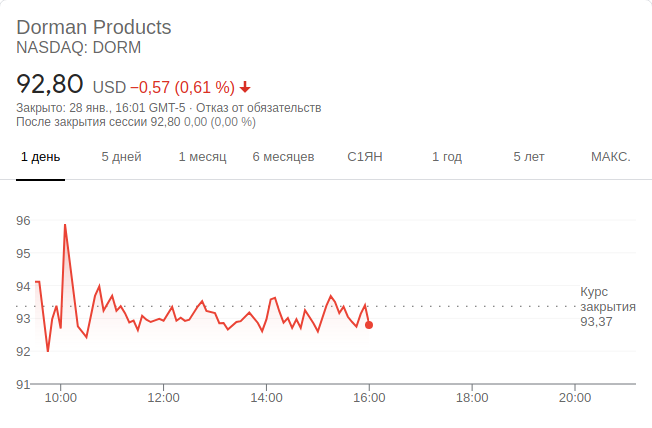 Dorman Products
NASDAQ: DORM
92,80 USD −0,57 (0,61 %)
Закрыто: 28 янв., 16:01 GMT-5 · Отказ от обязательств
После закрытия сессии 92,80 0,00 (0,00 %)
1 день 5 дней 1 месяц 6 месяцев С1ЯН 1 год 5 лет МАКС.
96
95
94
93
92
91
Курс
закрытия
93,37
10:00 12:00 14:00 16:00 18:00 20:00